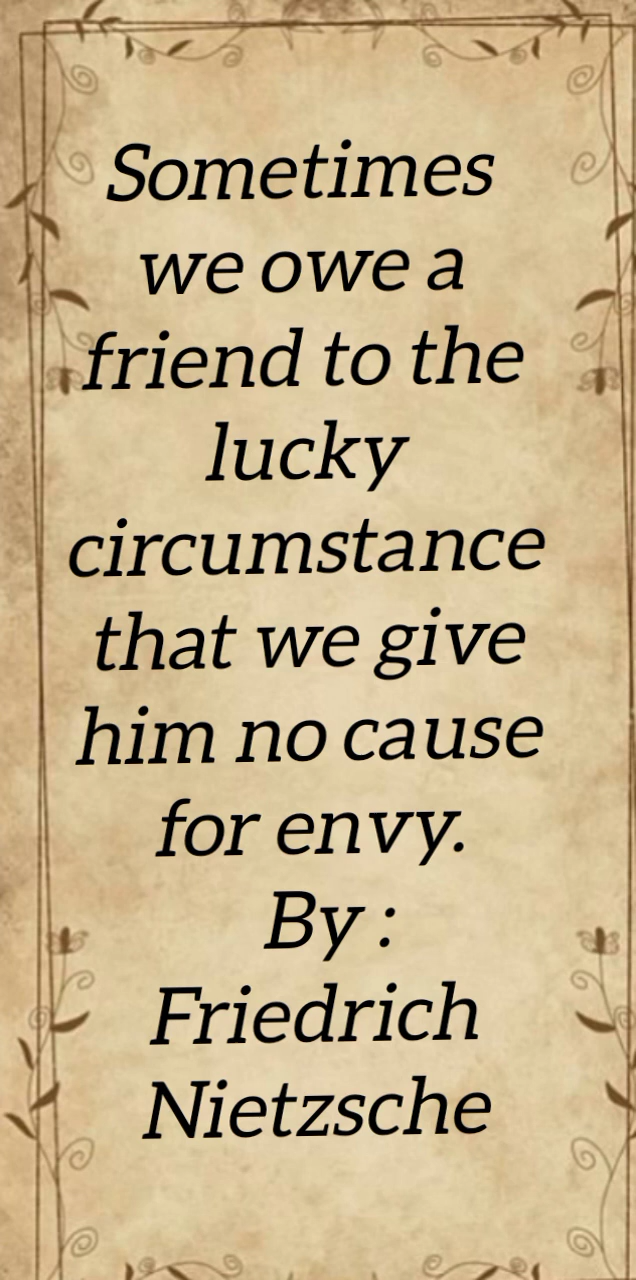 Sometimes
we owe a
friend to the
lucky
circumstance
that we give
him no cause
for envy.
By :
Friedrich
Nietzsche